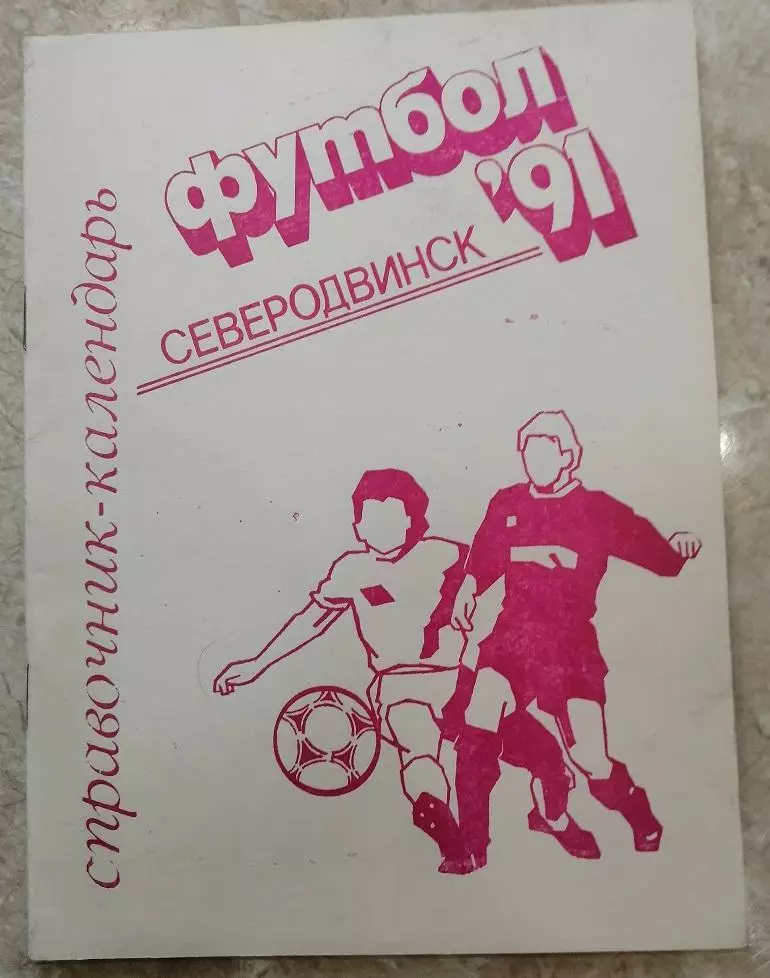 футбол
'91
СЕВЕРОДВИНСК
справочник-календарь